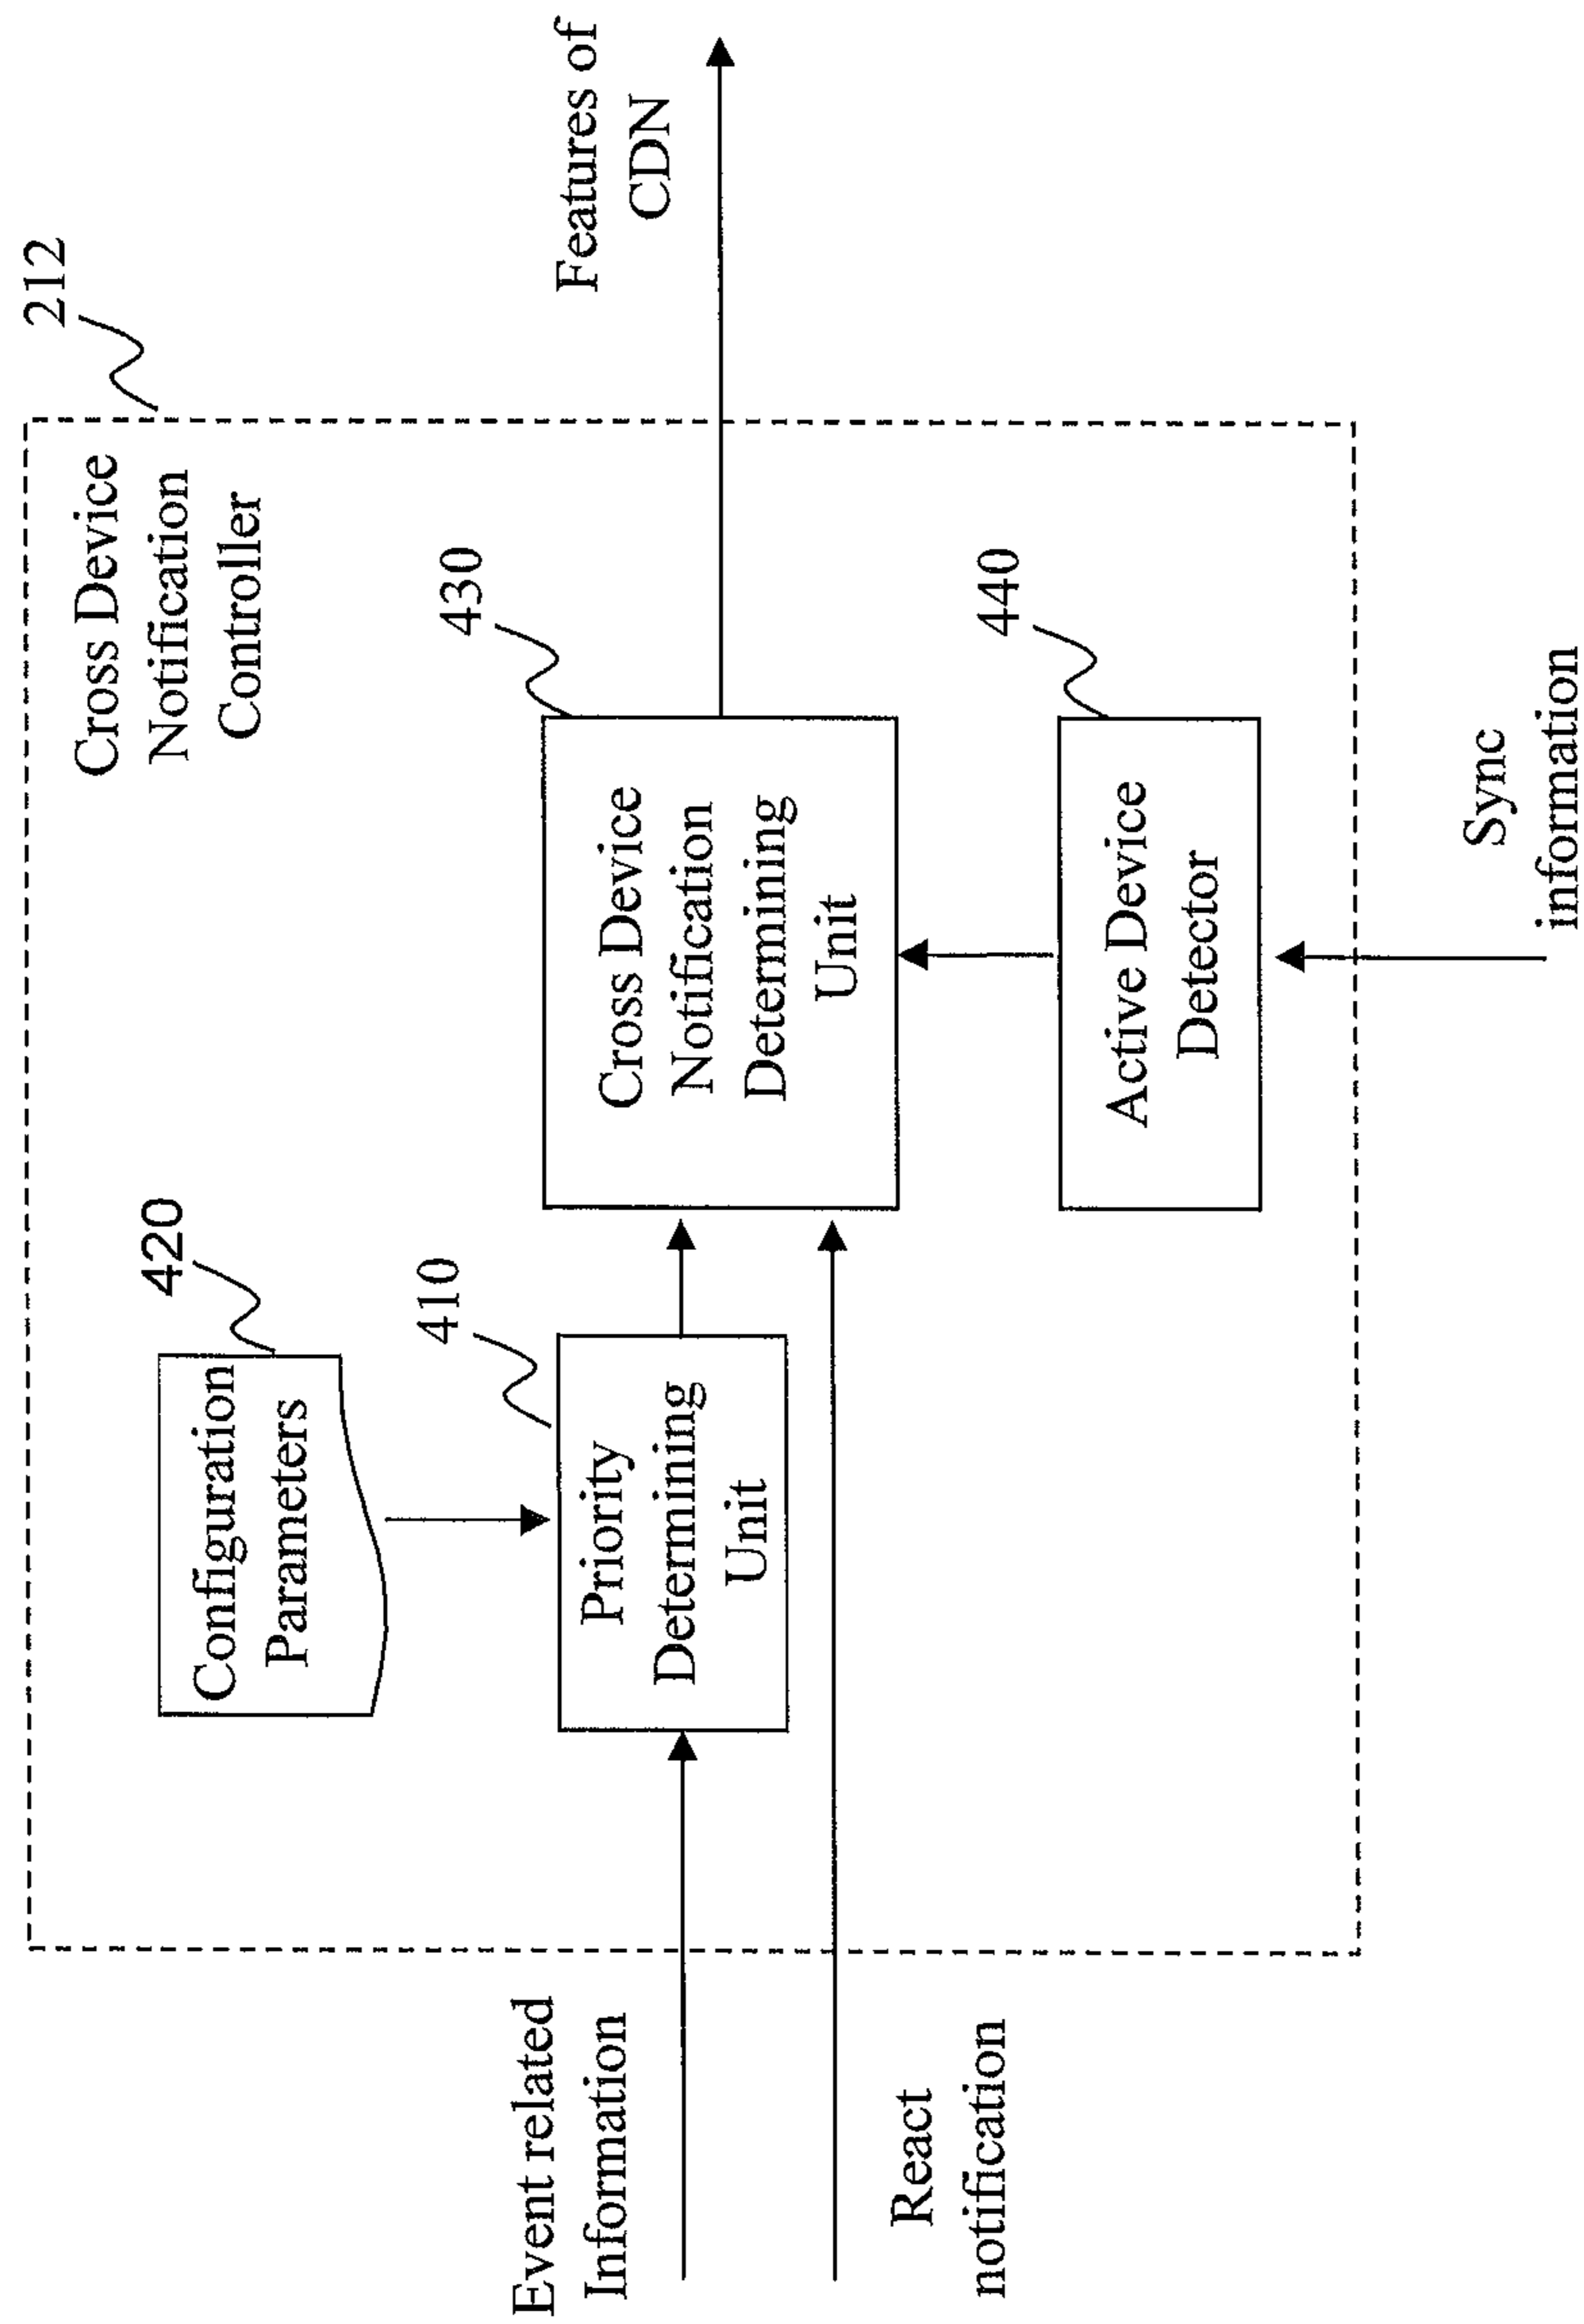 212
Cross Device
Notification
Controller
420
Configuration
Parameters
410
Priority
Determining
Unit
430
Cross Device
Notification
Determining
Unit
440
Active Device
Detector
Features of
CDN
Event related
Information
React
notification
Sync
information